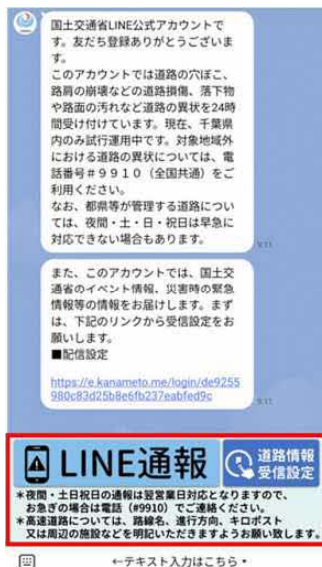 国土交通省LINE公式アカウントで
す。友だち登録ありがとうございま
す。
このアカウントでは道路の穴ぼこ、
路肩の崩壊などの道路損傷、落下物
や路面の汚れなど道路の異状を24時
間受け付けています。現在、千葉県
内のみ試行運用中です。対象地域外
における道路の異状については、電
話番号#9910(全国共通)をご
利用ください。
なお、都県等が管理する道路につい
ては、夜間・土・日・祝日は早急に
対応できない場合もあります。
9:11
また、このアカウントでは、国土交
通省のイベント情報、災害時の緊急
情報等の情報をお届けします。まず
は、下記のリンクから受信設定をお
願いします。
■配信設定
https://e.kanameto.me/login/de9255
980c83d25b8e6fb237eabfed9c
9:11
LINE通報
道路情報
受信設定
*夜間・土日祝日の通報は翌営業日対応となりますので、
お急ぎの場合は電話(#9910)でご連絡ください。
*高速道路については、路線名、進行方向、キロポスト
又は周辺の施設などを明記いただきますようお願い致します。
←テキスト入力はこちら・